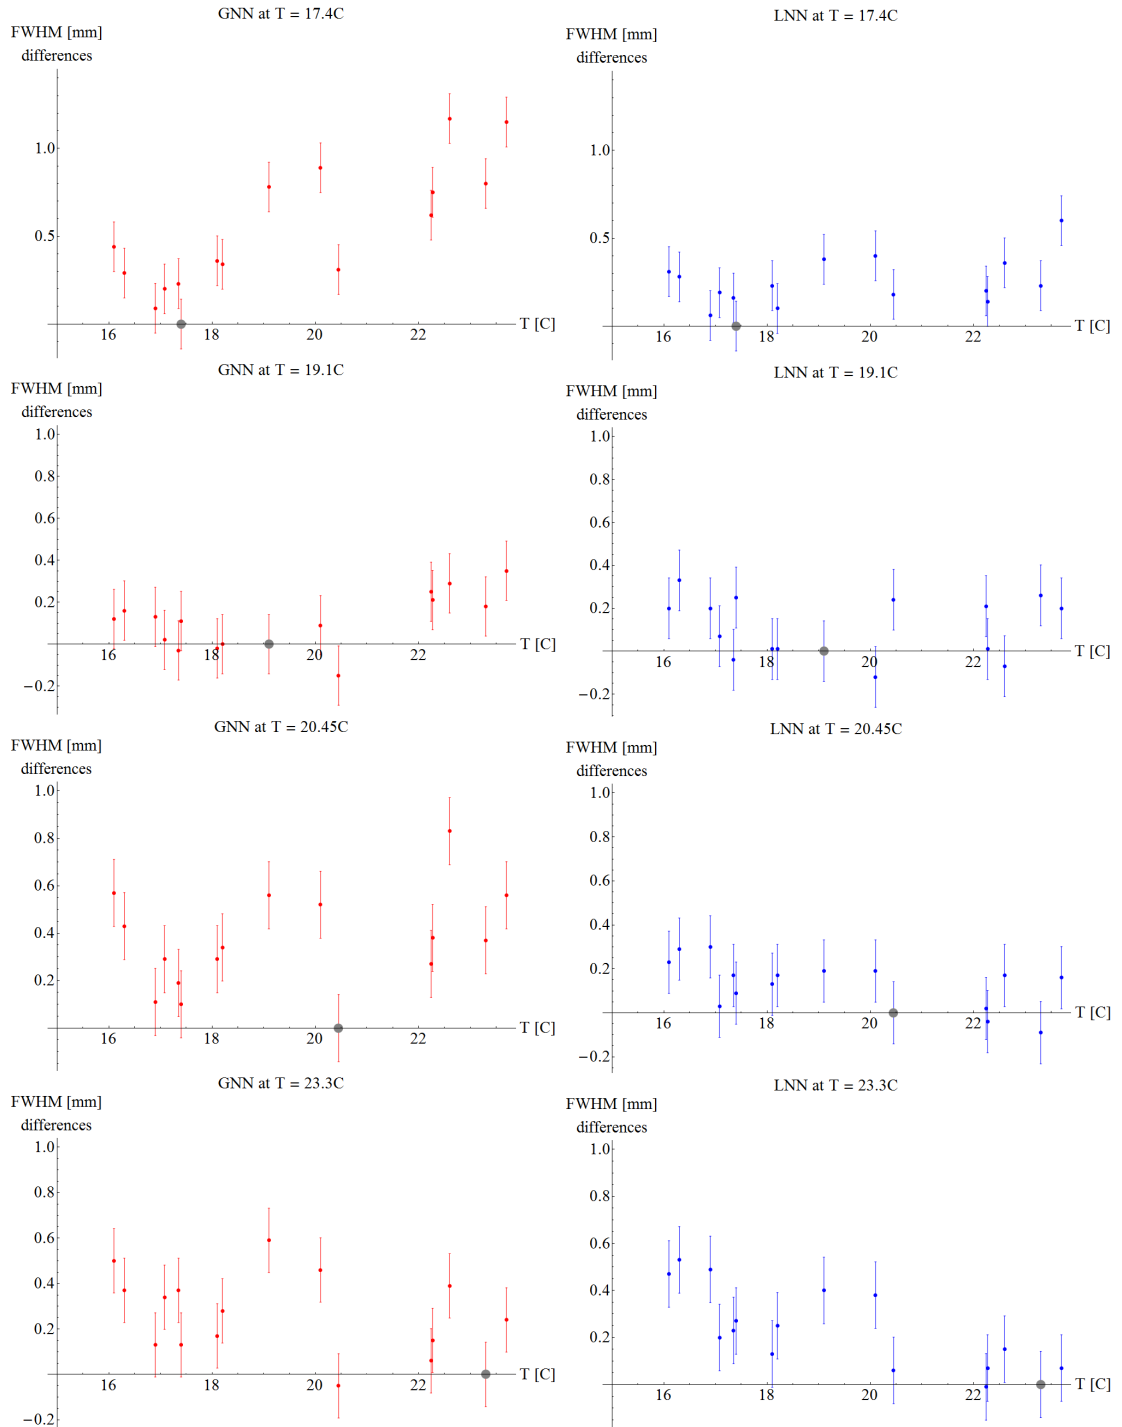 GNN at T = 17.4C
FWHM [mm]
differences
1.0
0.5
16 18 20 22 T [C]
LNN at T = 17.4C
FWHM [mm]
differences
1.0
0.5
16 18 20 22 T [C]
GNN at T = 19.1C
FWHM [mm]
differences
1.0
0.8
0.6
0.4
0.2
16 18 20 22 T [C]
−0.2
LNN at T = 19.1C
FWHM [mm]
differences
1.0
0.8
0.6
0.4
0.2
16 18 20 22 T [C]
−0.2
GNN at T = 20.45C
FWHM [mm]
differences
1.0
0.8
0.6
0.4
0.2
16 18 20 22 T [C]
LNN at T = 20.45C
FWHM [mm]
differences
1.0
0.8
0.6
0.4
0.2
16 18 20 22 T [C]
−0.2
GNN at T = 23.3C
FWHM [mm]
differences
1.0
0.8
0.6
0.4
0.2
16 18 20 22 T [C]
−0.2
LNN at T = 23.3C
FWHM [mm]
differences
1.0
0.8
0.6
0.4
0.2
16 18 20 22 T [C]